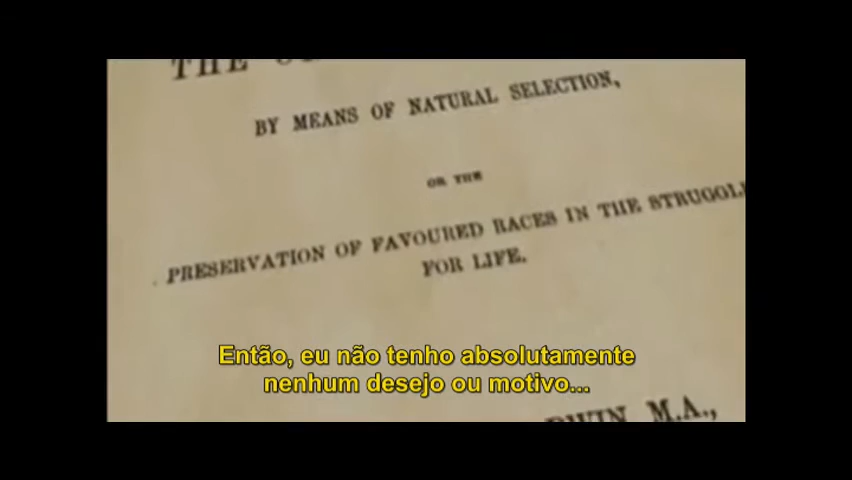 THE
BY MEANS OF NATURAL SELECTION,
OR THE
PRESERVATION OF FAVOURED RACES IN THE STRUGGLE
FOR LIFE.
Então, eu não tenho absolutamente
nenhum desejo ou motivo...
M.A.,